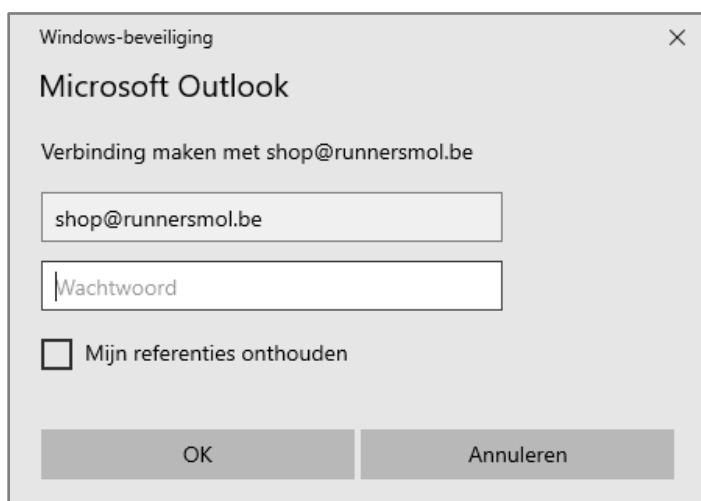 Windows-beveiliging
Microsoft Outlook
Verbinding maken met shop@runnersmol.be
shop@runnersmol.be
Wachtwoord
Mijn referenties onthouden
OK
Annuleren